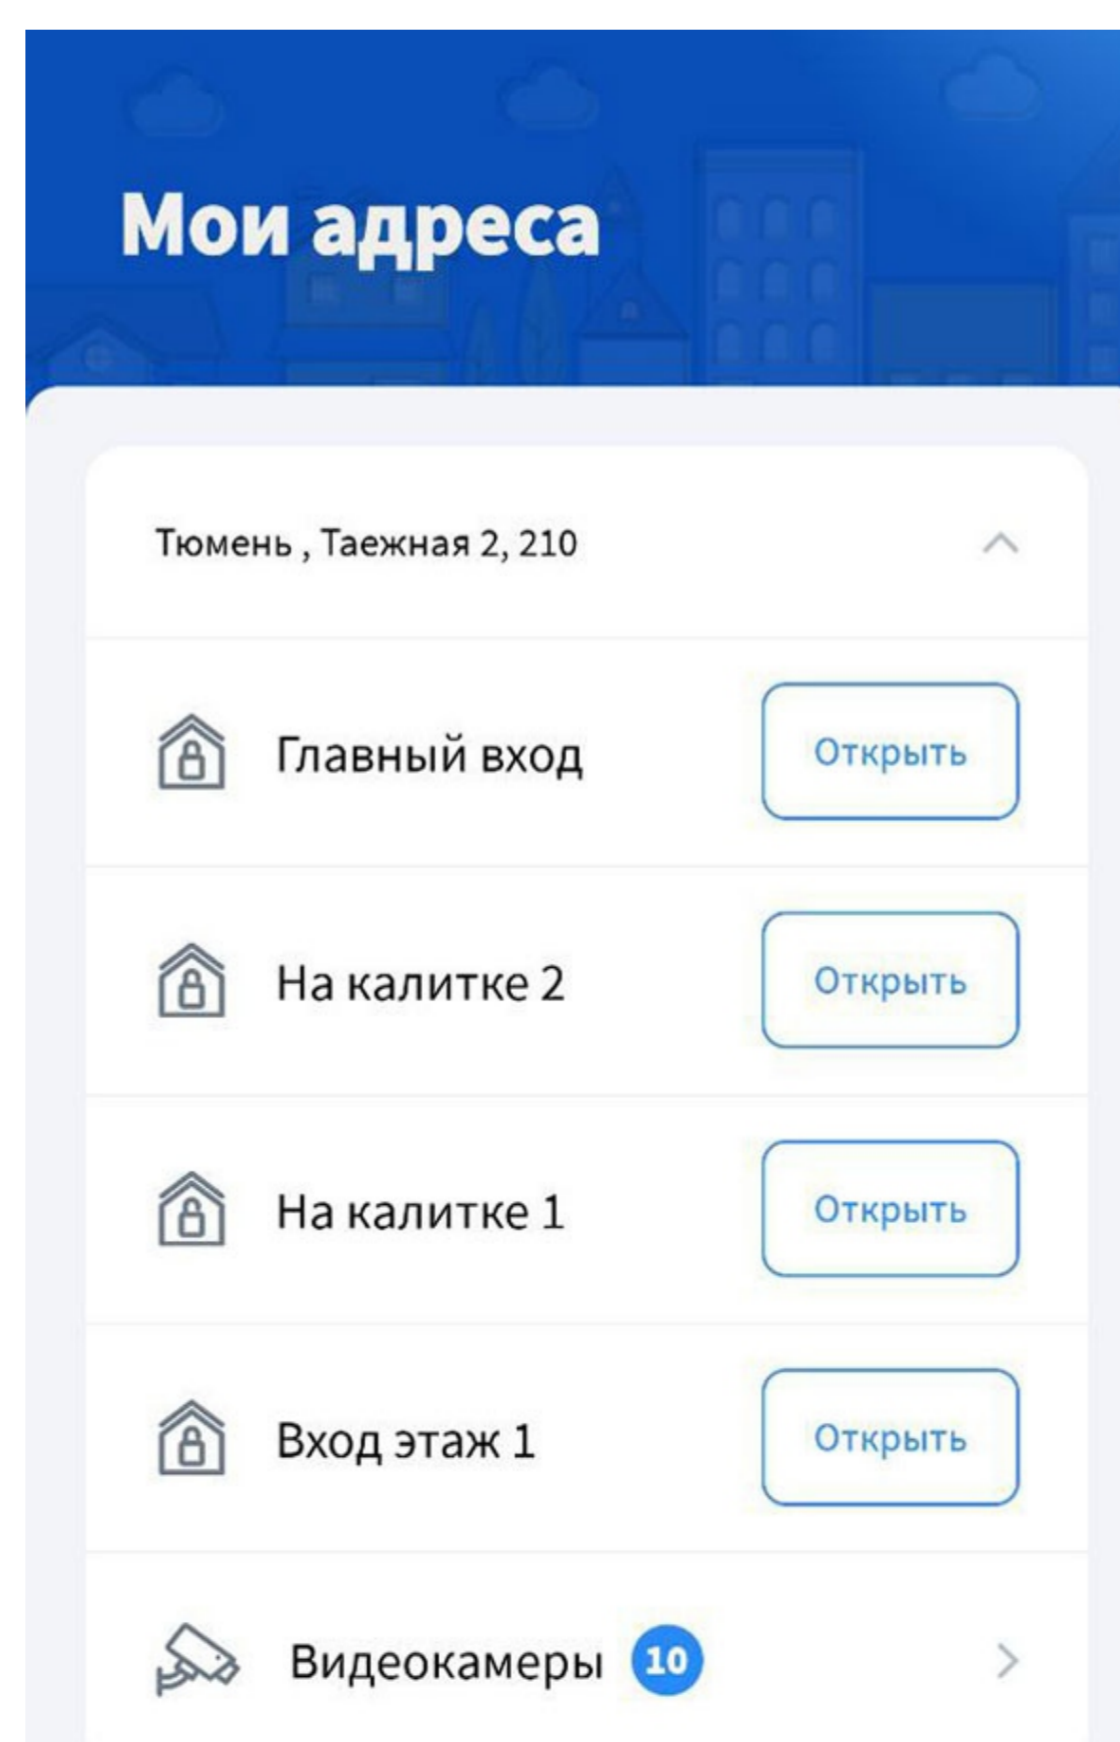 Мои адреса
Тюмень , Таежная 2, 210
Главный вход Открыть
На калитке 2 Открыть
На калитке 1 Открыть
Вход этаж 1 Открыть
Видеокамеры 10